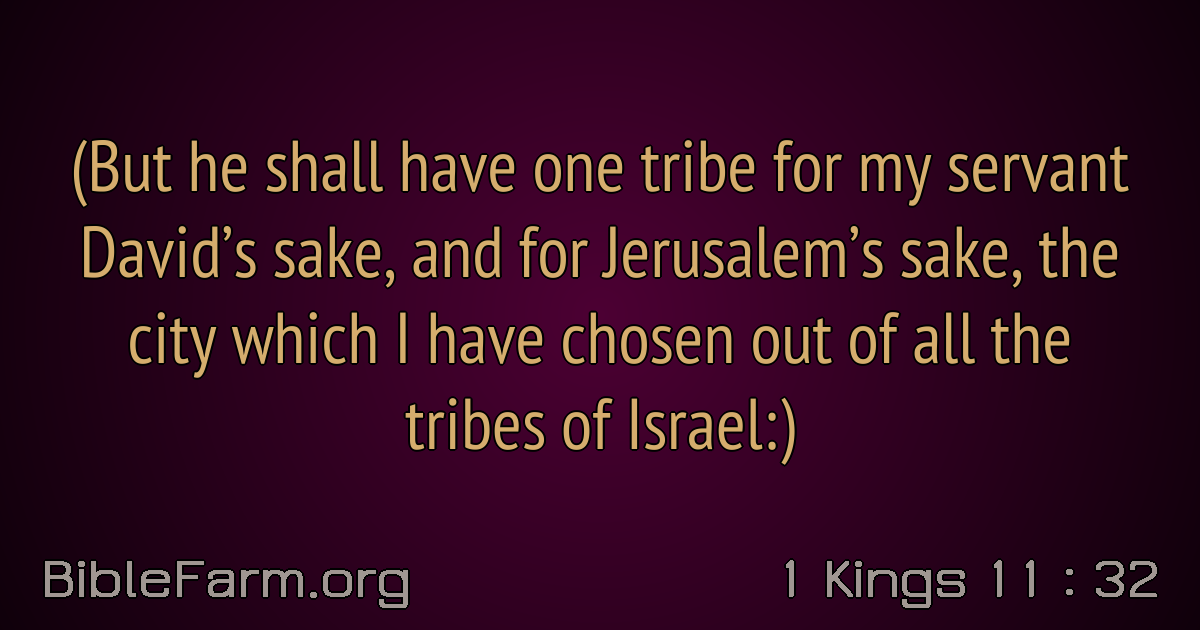 (But he shall have one tribe for my servant
David’s sake, and for Jerusalem’s sake, the
city which I have chosen out of all the
tribes of Israel:)
BibleFarm.org
1 Kings 11 : 32